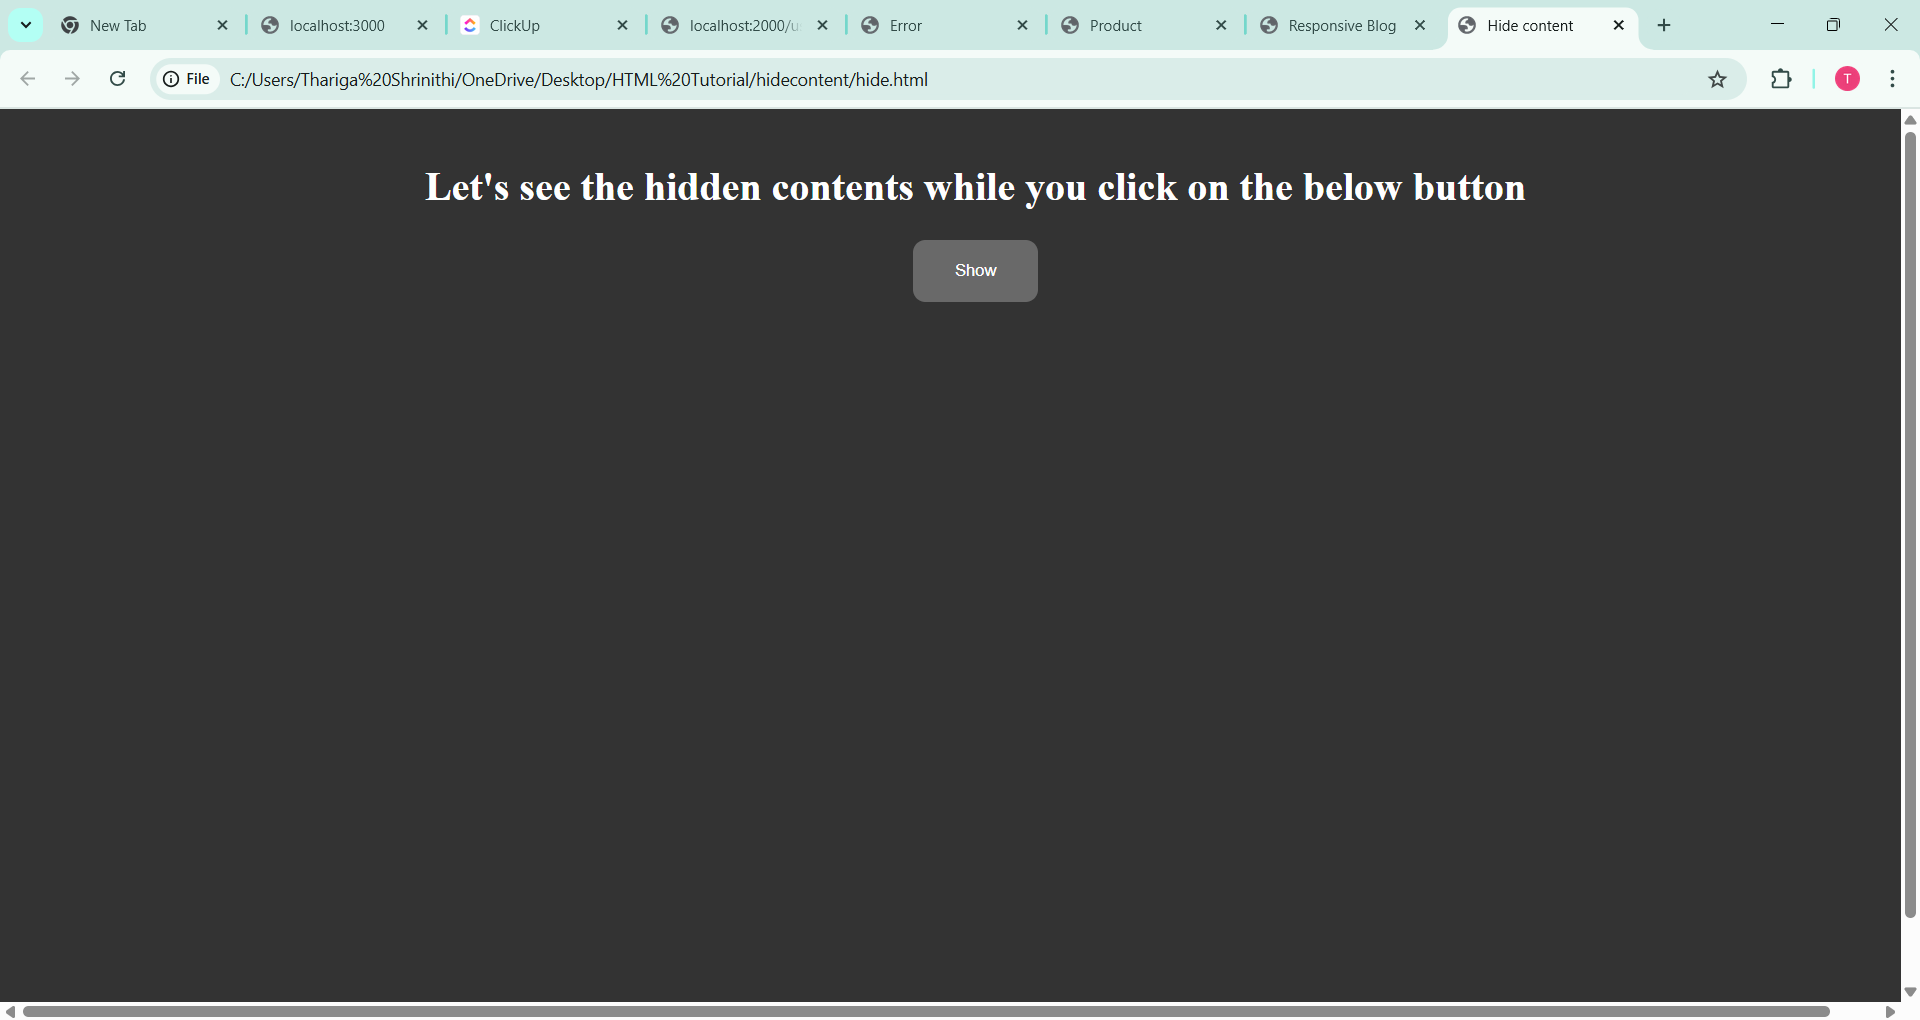 New Tab
localhost:3000
ClickUp
localhost:2000/u
Error
Product
Responsive Blog
Hide content
File
C:/Users/Thariga%20Shrinithi/OneDrive/Desktop/HTML%20Tutorial/hidecontent/hide.html
T
Let's see the hidden contents while you click on the below button
Show